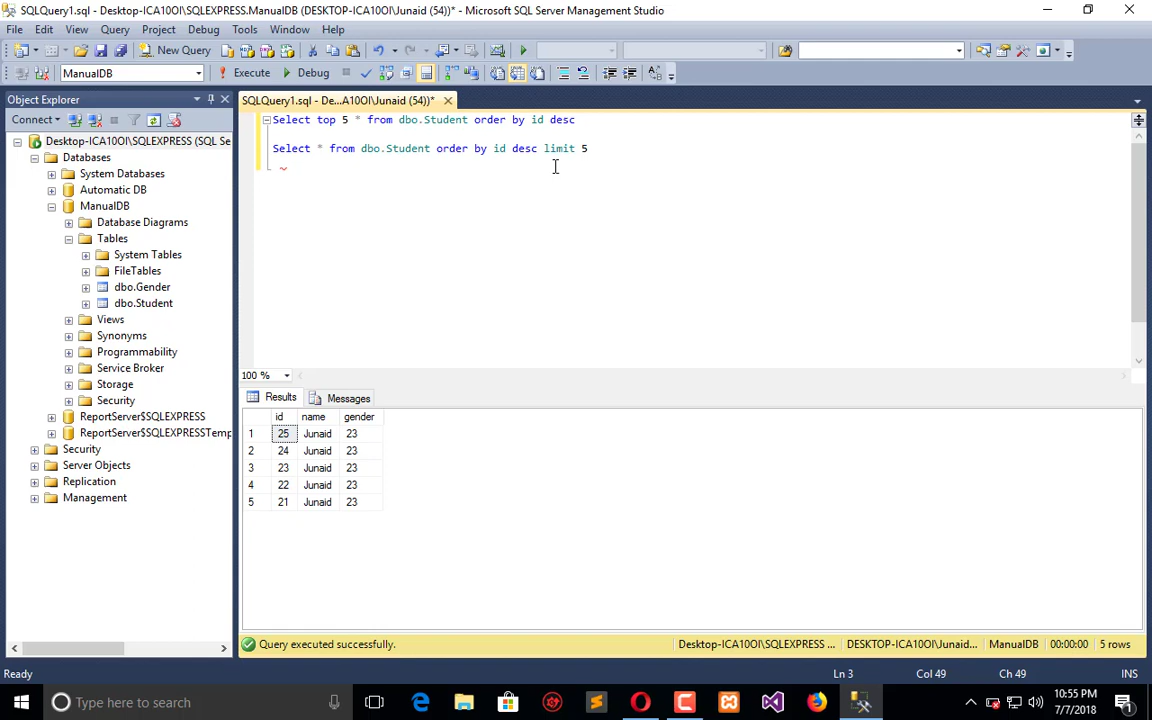 SQLQuery1.sql - Desktop-ICA10OI\SQLEXPRESS.ManualDB (DESKTOP-ICA10OI\Junaid (54))* - Microsoft SQL Server Management Studio
File Edit View Query Project Debug Tools Window Help
New Query
ManualDB Execute Debug
Object Explorer
SQLQuery1.sql - De...A10OI\Junaid (54))*
Connect
Select top 5 * from dbo.Student order by id desc
Desktop-ICA10OI\SQLEXPRESS (SQL Se
Select * from dbo.Student order by id desc limit 5
Databases
System Databases
Automatic DB
ManualDB
Database Diagrams
Tables
System Tables
FileTables
dbo.Gender
dbo.Student
Views
Synonyms
Programmability
Service Broker
Storage
Security
ReportServer$SQLEXPRESS
ReportServer$SQLEXPRESSTemp
Security
Server Objects
Replication
Management
100 %
Results Messages
id name gender
1 25 Junaid 23
2 24 Junaid 23
3 23 Junaid 23
4 22 Junaid 23
5 21 Junaid 23
Query executed successfully. Desktop-ICA10OI\SQLEXPRESS ... DESKTOP-ICA10OI\Junaid... ManualDB 00:00:00 5 rows
Ready Ln 3 Col 49 Ch 49 INS
Type here to search
10:55 PM
7/7/2018
1